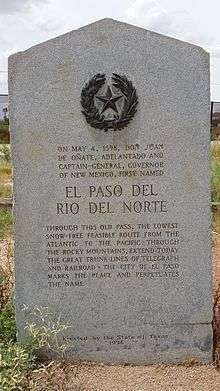 ON MAY 4, 1598, DON JUAN
DE OÑATE, ADELANTADO AND
CAPTAIN-GENERAL, GOVERNOR
OF NEW MEXICO, FIRST NAMED
EL PASO DEL
RIO DEL NORTE
THROUGH THIS OLD PASS, THE LOWEST
SNOW-FREE FEASIBLE ROUTE FROM THE
ATLANTIC TO THE PACIFIC THROUGH
THE ROCKY MOUNTAINS, EXTEND TODAY
THE GREAT TRUNK LINES OF TELEGRAPH
AND RAILROAD • THE CITY OF EL PASO
MARKS THE PLACE AND PERPETUATES
THE NAME
Erected by the State of Texas
1936